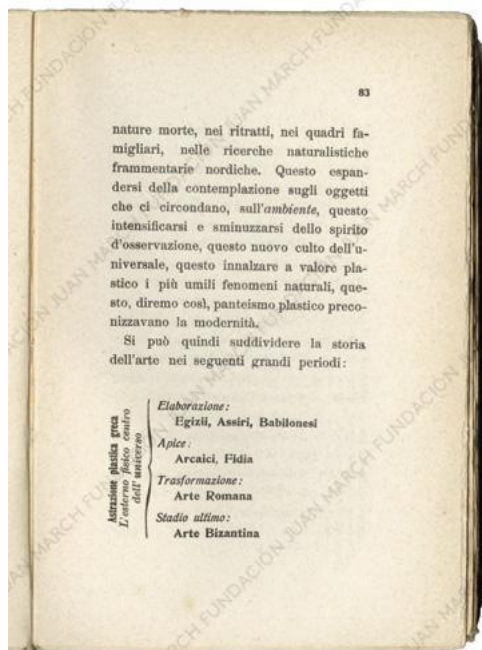 83
nature morte, nei ritratti, nei quadri fa-
migliari, nelle ricerche naturalistiche
frammentarie nordiche. Questo espan-
dersi della contemplazione sugli oggetti
che ci circondano, sull'ambiente, questo
intensificarsi e sminuzzarsi dello spirito
d'osservazione, questo nuovo culto dell'u-
niversale, questo innalzare a valore pla-
stico i più umili fenomeni naturali, que-
sto, diremo così, panteismo plastico preco-
nizzavano la modernità.
Si può quindi suddividere la storia
dell'arte nei seguenti grandi periodi:
Astrazione plastica greca
L'esterno fisico centro
dell'universo
Elaborazione:
Egizii, Assiri, Babilonesi
Apice:
Arcaici, Fidia
Trasformazione:
Arte Romana
Stadio ultimo:
Arte Bizantina
FUNDACIÓN JUAN MARCH